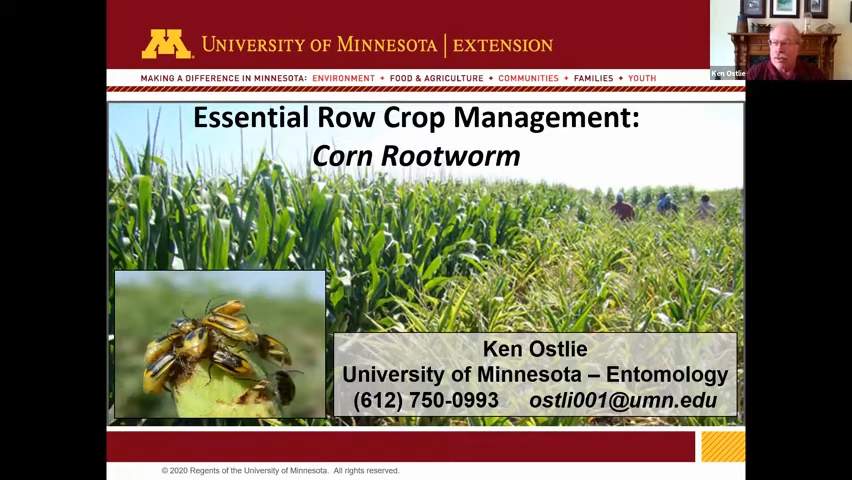 UNIVERSITY OF MINNESOTA | EXTENSION
Ken Ostlie
MAKING A DIFFERENCE IN MINNESOTA: ENVIRONMENT + FOOD & AGRICULTURE + COMMUNITIES + FAMILIES + YOUTH
Essential Row Crop Management:
Corn Rootworm
Ken Ostlie
University of Minnesota – Entomology
(612) 750-0993 ostli001@umn.edu
© 2020 Regents of the University of Minnesota. All rights reserved.